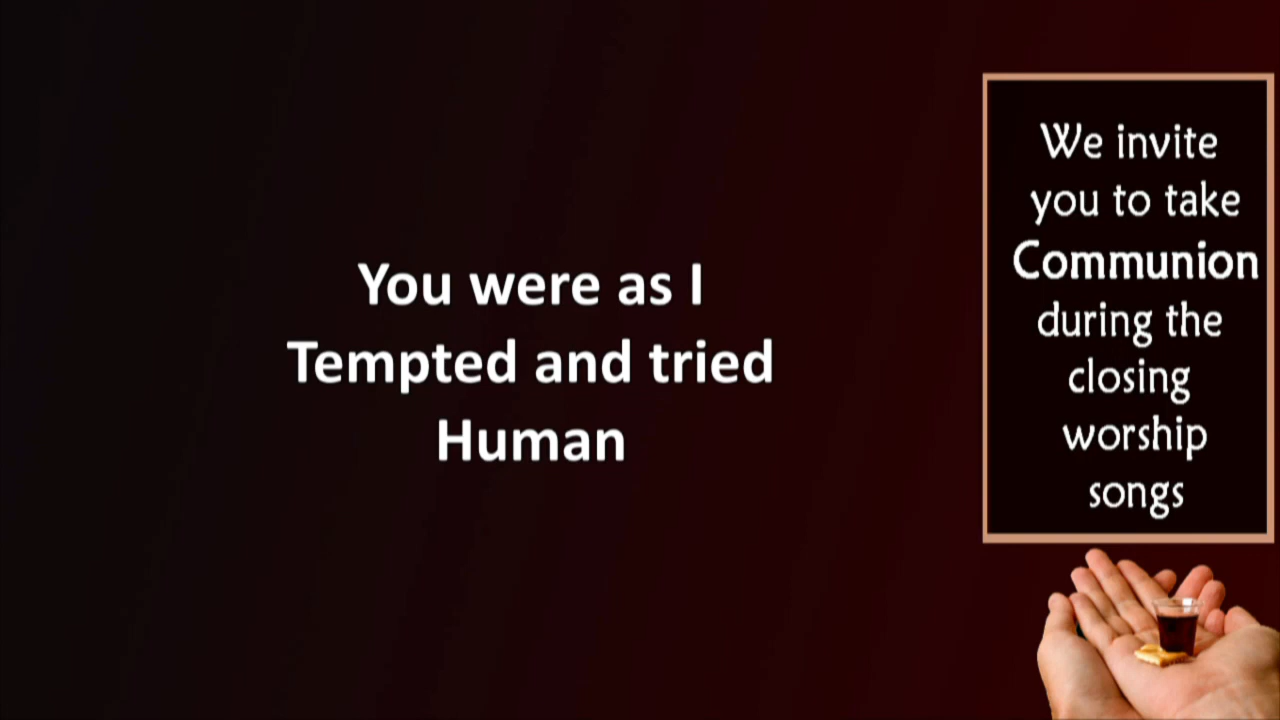 You were as I
Tempted and tried
Human
We invite
you to take
Communion
during the
closing
worship
songs